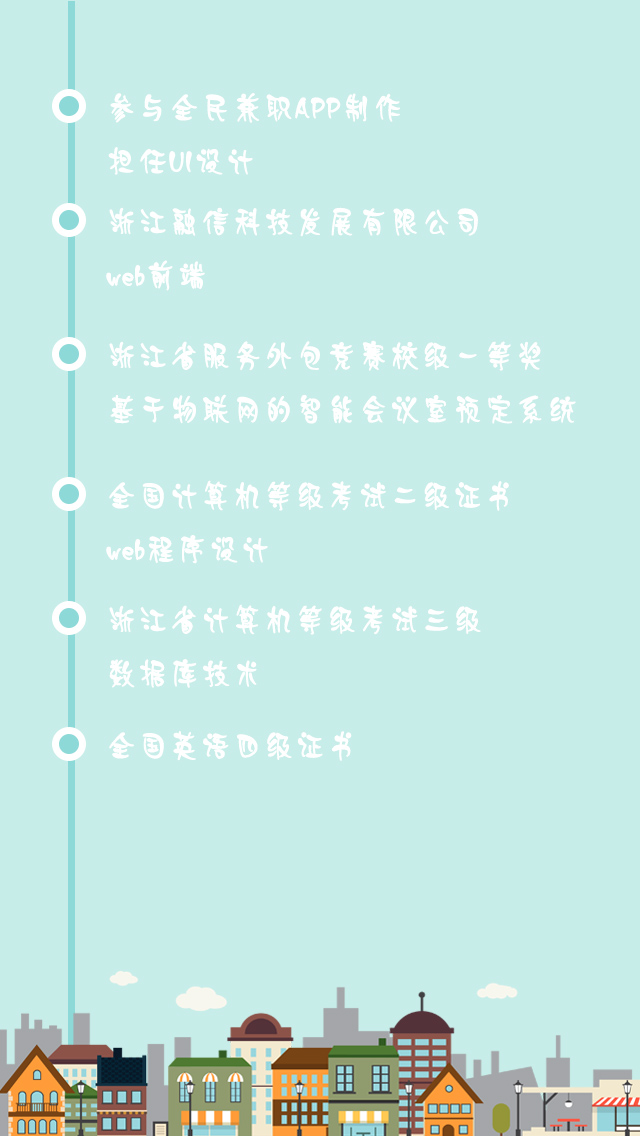 参与全民兼职APP制作
担任UI设计
浙江融信科技发展有限公司
web前端
浙江省服务外包竞赛校级一等奖
基于物联网的智能会议室预定系统
全国计算机等级考试二级证书
web程序设计
浙江省计算机等级考试三级
数据库技术
全国英语四级证书